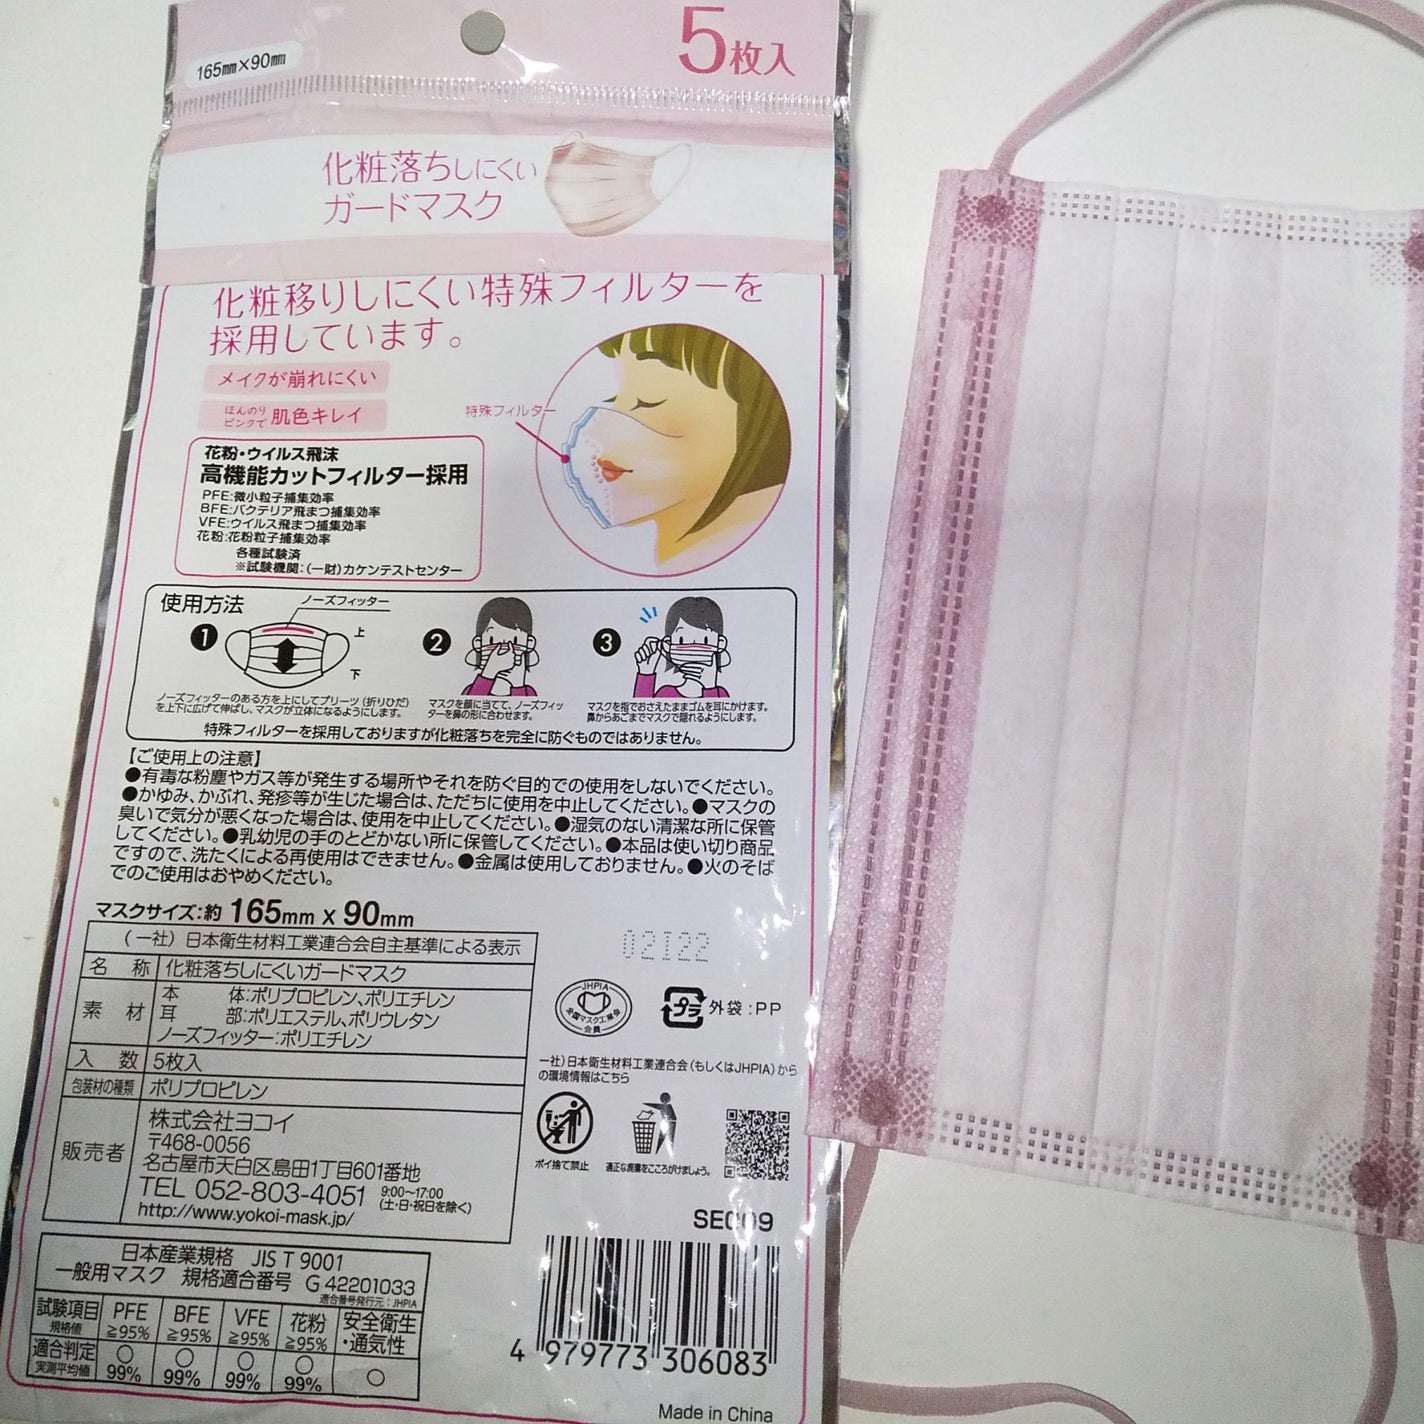 165mm×90mm
5枚入
化粧落ちしにくい
ガードマスク
化粧移りしにくい特殊フィルターを
採用しています。
メイクが崩れにくい
ほんのりピンクで 肌色キレイ
特殊フィルター
花粉・ウイルス飛沫
高機能カットフィルター採用
PFE:微小粒子捕集効率
BFE:バクテリア飛まつ捕集効率
VFE:ウイルス飛まつ捕集効率
花粉:花粉粒子捕集効率
各種試験済
※試験機関:(一財)カケンテストセンター
使用方法
ノーズフィッター
1
上
下
2
3
ノーズフィッターのある方を上にしてプリーツ(折りひだ)
を上下に広げて伸ばし、マスクが立体になるようにします。
マスクを顔に当てて、ノーズフィッ
ターを鼻の形に合わせます。
マスクを指でおさえたままゴムを耳にかけます。
鼻からあごまでマスクで隠れるようにします。
特殊フィルターを採用しておりますが化粧落ちを完全に防ぐものではありません。
【ご使用上の注意】
●有毒な粉塵やガス等が発生する場所やそれを防ぐ目的での使用をしないでください。
●かゆみ、かぶれ、発疹等が生じた場合は、ただちに使用を中止してください。●マスクの
臭いで気分が悪くなった場合は、使用を中止してください。●湿気のない清潔な所に保管
してください。●乳幼児の手のとどかない所に保管してください。●本品は使い切り商品
ですので、洗たくによる再使用はできません。●金属は使用しておりません。●火のそば
でのご使用はおやめください。
マスクサイズ:約 165mm x 90mm
(一社)日本衛生材料工業連合会自主基準による表示
名 称 化粧落ちしにくいガードマスク
素 材 本 体:ポリプロピレン、ポリエチレン
耳 部:ポリエステル、ポリウレタン
ノーズフィッター:ポリエチレン
入 数 5枚入
包装材の種類 ポリプロピレン
販売者 株式会社ヨコイ
〒468-0056
名古屋市天白区島田1丁目601番地
TEL 052-803-4051 9:00~17:00 (土・日・祝日を除く)
http://www.yokoi-mask.jp/
02122
JHPIA
全国マスク工業会
会員
プラ 外袋:PP
一社)日本衛生材料工業連合会(もしくはJHPIA)から
の環境情報はこちら
ポイ捨て禁止
適正な廃棄をこころがけましょう。
日本産業規格 JIS T 9001
一般用マスク 規格適合番号 G 42201033
適合番号発行元:JHPIA
試験項目 規格値 PFE ≧95% BFE ≧95% VFE ≧95% 花粉 ≧95% 安全衛生・通気性
適合判定 実測平均値 ○ 99% ○ 99% ○ 99% ○ 99% ○
SE009
4 979773 306083
Made in China